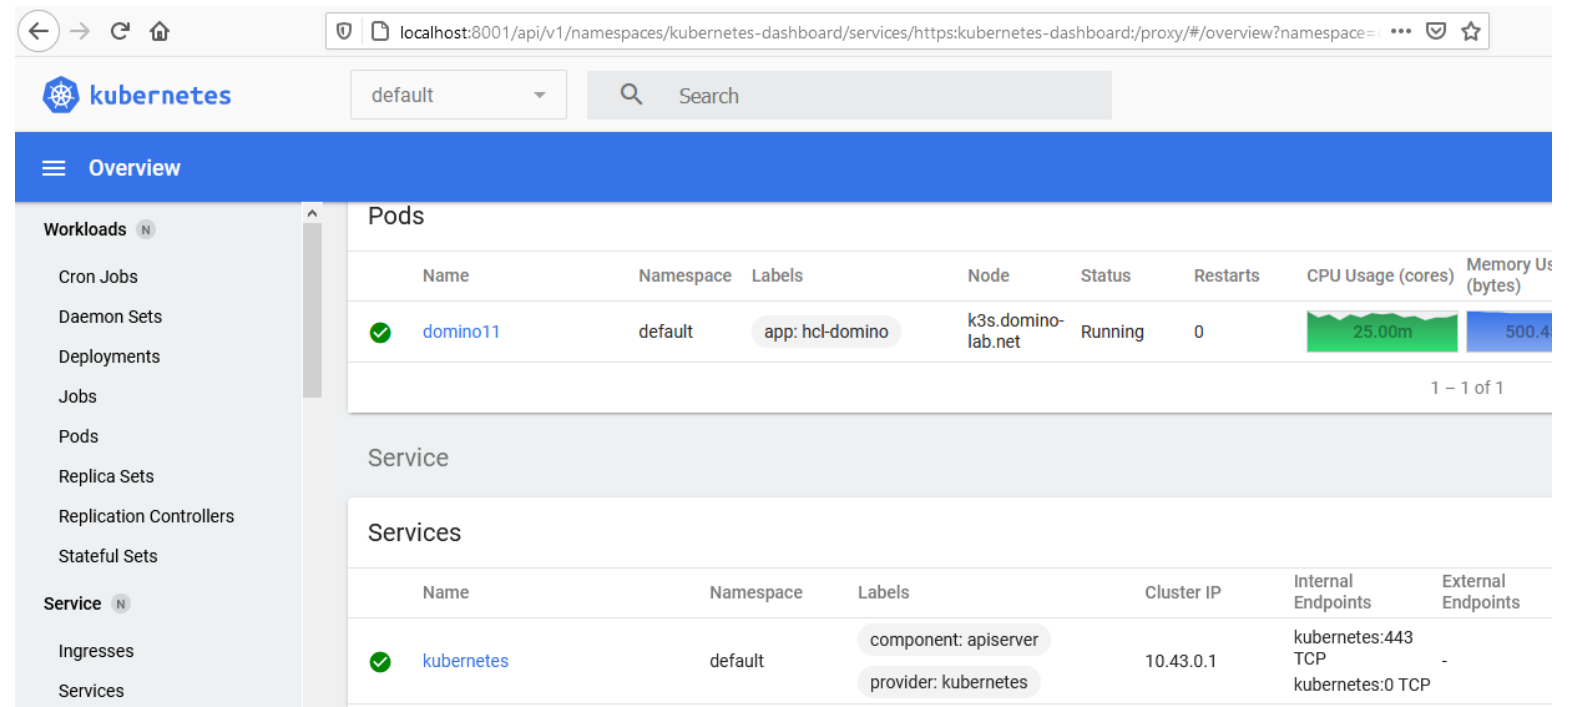 localhost:8001/api/v1/namespaces/kubernetes-dashboard/services/https:kubernetes-dashboard:/proxy/#/overview?namespace=
kubernetes
default
Search
Overview
Workloads N
Cron Jobs
Daemon Sets
Deployments
Jobs
Pods
Replica Sets
Replication Controllers
Stateful Sets
Service N
Ingresses
Services
Pods
Name Namespace Labels Node Status Restarts CPU Usage (cores) Memory Us
(bytes)
domino11 default app: hcl-domino k3s.domino-
lab.net Running 0 25.00m 500.4
1 – 1 of 1
Service
Services
Name Namespace Labels Cluster IP Internal
Endpoints External
Endpoints
kubernetes default component: apiserver
provider: kubernetes 10.43.0.1 kubernetes:443
TCP
kubernetes:0 TCP -